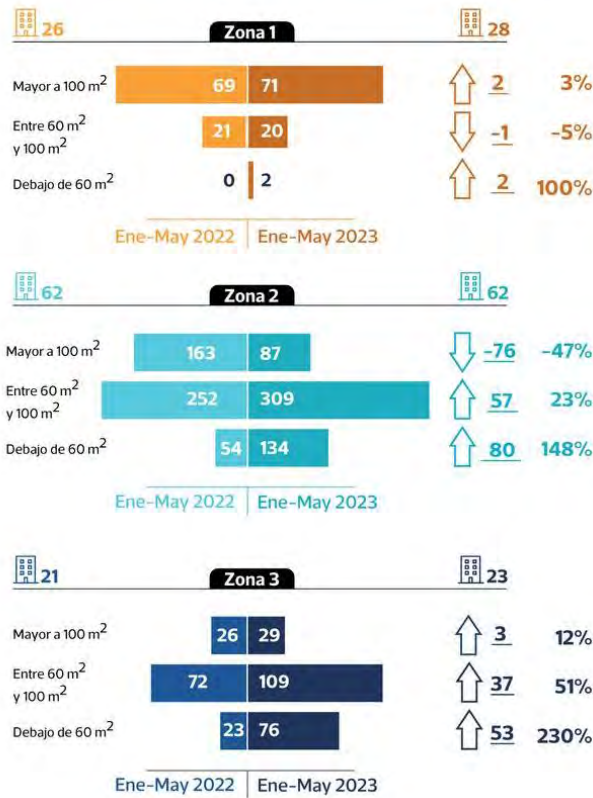 26 Zona 1 28
Mayor a 100 m² 69 71 2 3%
Entre 60 m²
y 100 m² 21 20 -1 -5%
Debajo de 60 m² 0 2 2 100%
Ene-May 2022 Ene-May 2023
62 Zona 2 62
Mayor a 100 m² 163 87 -76 -47%
Entre 60 m²
y 100 m² 252 309 57 23%
Debajo de 60 m² 54 134 80 148%
Ene-May 2022 Ene-May 2023
21 Zona 3 23
Mayor a 100 m² 26 29 3 12%
Entre 60 m²
y 100 m² 72 109 37 51%
Debajo de 60 m² 23 76 53 230%
Ene-May 2022 Ene-May 2023